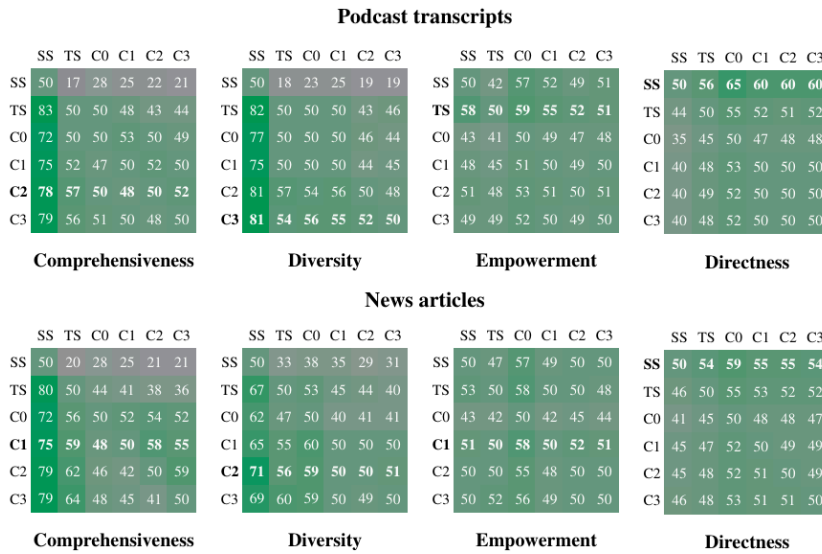 Podcast transcripts
SS TS C0 C1 C2 C3
SS 50 17 28 25 22 21
TS 83 50 50 48 43 44
C0 72 50 50 53 50 49
C1 75 52 47 50 52 50
C2 78 57 50 48 50 52
C3 79 56 51 50 48 50
Comprehensiveness
SS TS C0 C1 C2 C3
SS 50 18 23 25 19 19
TS 82 50 50 50 43 46
C0 77 50 50 50 46 44
C1 75 50 50 50 44 45
C2 81 57 54 56 50 48
C3 81 54 56 55 52 50
Diversity
SS TS C0 C1 C2 C3
SS 50 42 57 52 49 51
TS 58 50 59 55 52 51
C0 43 41 50 49 47 48
C1 48 45 51 50 49 50
C2 51 48 53 51 50 51
C3 49 49 52 50 49 50
Empowerment
SS TS C0 C1 C2 C3
SS 50 56 65 60 60 60
TS 44 50 55 52 51 52
C0 35 45 50 47 48 48
C1 40 48 53 50 50 50
C2 40 49 52 50 50 50
C3 40 48 52 50 50 50
Directness
News articles
SS TS C0 C1 C2 C3
SS 50 20 28 25 21 21
TS 80 50 44 41 38 36
C0 72 56 50 52 54 52
C1 75 59 48 50 58 55
C2 79 62 46 42 50 59
C3 79 64 48 45 41 50
Comprehensiveness
SS TS C0 C1 C2 C3
SS 50 33 38 35 29 31
TS 67 50 53 45 44 40
C0 62 47 50 40 41 41
C1 65 55 60 50 50 50
C2 71 56 59 50 50 51
C3 69 60 59 50 49 50
Diversity
SS TS C0 C1 C2 C3
SS 50 47 57 49 50 50
TS 53 50 58 50 50 48
C0 43 42 50 42 45 44
C1 51 50 58 50 52 51
C2 50 50 55 48 50 50
C3 50 52 56 49 50 50
Empowerment
SS TS C0 C1 C2 C3
SS 50 54 59 55 55 54
TS 46 50 55 53 52 52
C0 41 45 50 48 48 47
C1 45 47 52 50 49 49
C2 45 48 52 51 50 49
C3 46 48 53 51 51 50
Directness